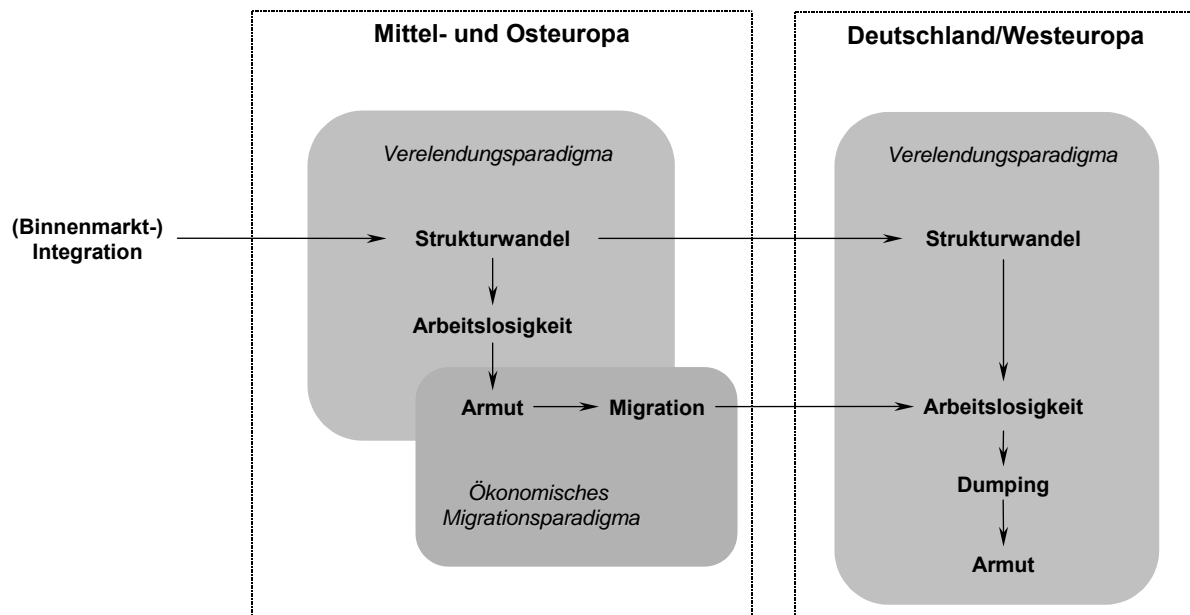 Mittel- und Osteuropa
Deutschland/Westeuropa
Verelendungsparadigma
Verelendungsparadigma
(Binnenmarkt-)
Integration
Strukturwandel
Strukturwandel
Arbeitslosigkeit
Armut
Migration
Arbeitslosigkeit
Ökonomisches
Migrationsparadigma
Dumping
Armut